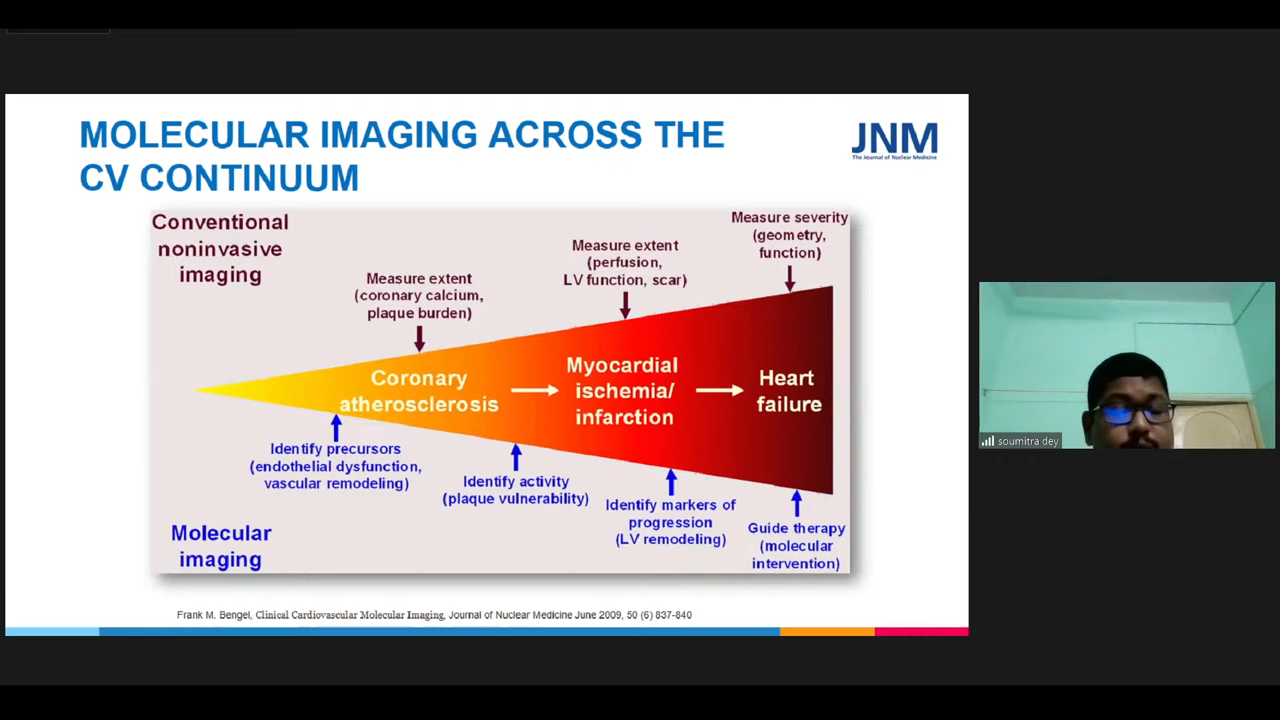 MOLECULAR IMAGING ACROSS THE
CV CONTINUUM
JNM
The Journal of Nuclear Medicine
Conventional
noninvasive
imaging
Measure extent
(coronary calcium,
plaque burden)
Measure extent
(perfusion,
LV function, scar)
Measure severity
(geometry,
function)
Coronary
atherosclerosis
Myocardial
ischemia/
infarction
Heart
failure
Identify precursors
(endothelial dysfunction,
vascular remodeling)
Identify activity
(plaque vulnerability)
Identify markers of
progression
(LV remodeling)
Guide therapy
(molecular
intervention)
Molecular
imaging
Frank M. Bengel, Clinical Cardiovascular Molecular Imaging, Journal of Nuclear Medicine June 2009, 50 (6) 837-840
soumitra dey